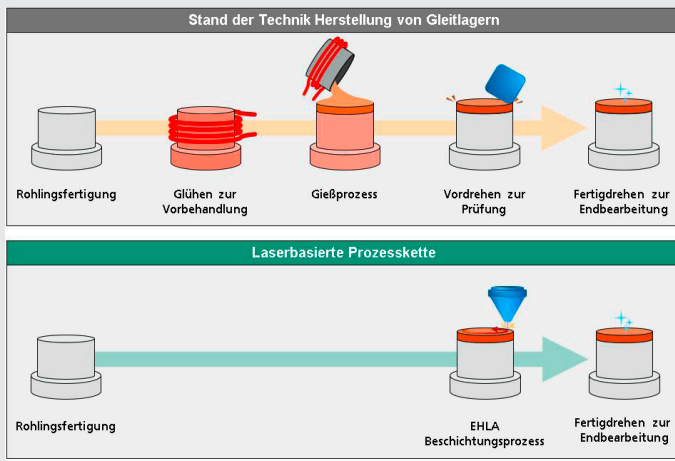 Stand der Technik Herstellung von Gleitlagern
Rohlingsfertigung
Glühen zur
Vorbehandlung
Gießprozess
Vordrehen zur
Prüfung
Fertigdrehen zur
Endbearbeitung
Laserbasierte Prozesskette
Rohlingsfertigung
EHLA
Beschichtungsprozess
Fertigdrehen zur
Endbearbeitung